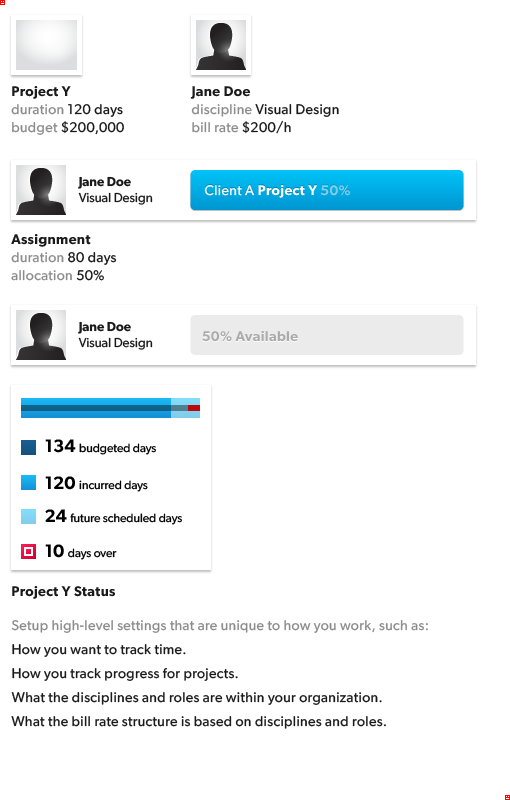 Project Y
duration 120 days
budget $200,000
Jane Doe
discipline Visual Design
bill rate $200/h
Jane Doe
Visual Design
Client A Project Y 50%
Assignment
duration 80 days
allocation 50%
Jane Doe
Visual Design
50% Available
134 budgeted days
120 incurred days
24 future scheduled days
10 days over
Project Y Status
Setup high-level settings that are unique to how you work, such as:
How you want to track time.
How you track progress for projects.
What the disciplines and roles are within your organization.
What the bill rate structure is based on disciplines and roles.